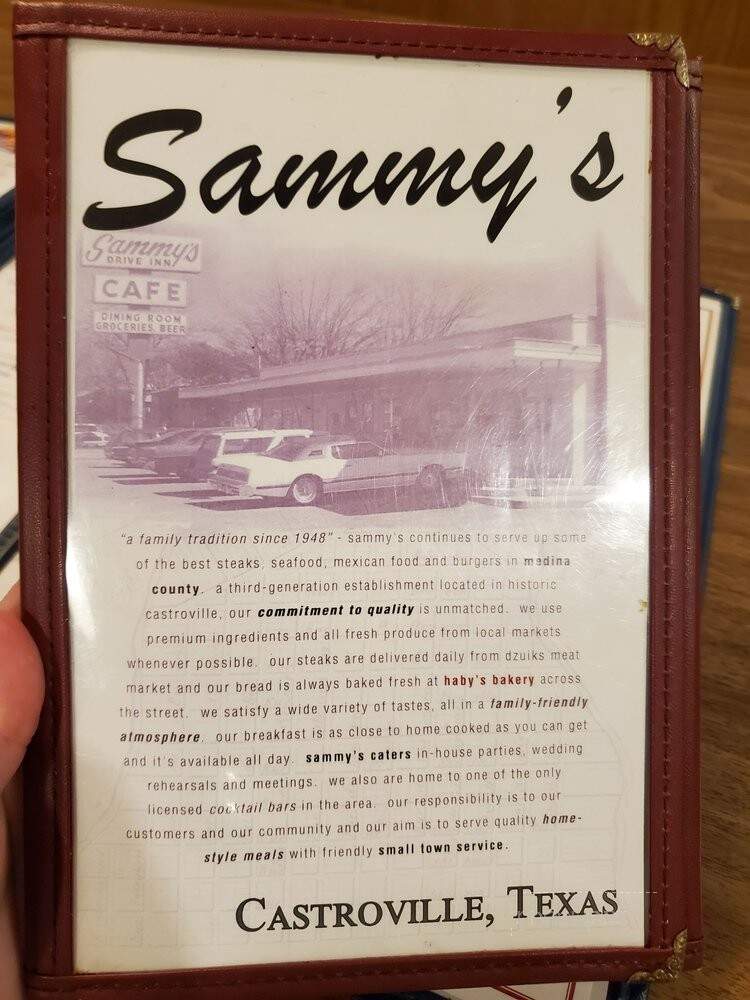 Sammy's
Sammy's
DRIVE INN
CAFE
DINING ROOM
GROCERIES, BEER
"a family tradition since 1948" - sammy's continues to serve up some
of the best steaks, seafood, mexican food and burgers in medina
county. a third-generation establishment located in historic
castroville, our commitment to quality is unmatched. we use
premium ingredients and all fresh produce from local markets
whenever possible. our steaks are delivered daily from dzuiks meat
market and our bread is always baked fresh at haby's bakery across
the street. we satisfy a wide variety of tastes, all in a family-friendly
atmosphere. our breakfast is as close to home cooked as you can get
and it's available all day. sammy's caters in-house parties, wedding
rehearsals and meetings. we also are home to one of the only
licensed cocktail bars in the area. our responsibility is to our
customers and our community and our aim is to serve quality home-
style meals with friendly small town service.
CASTROVILLE, TEXAS